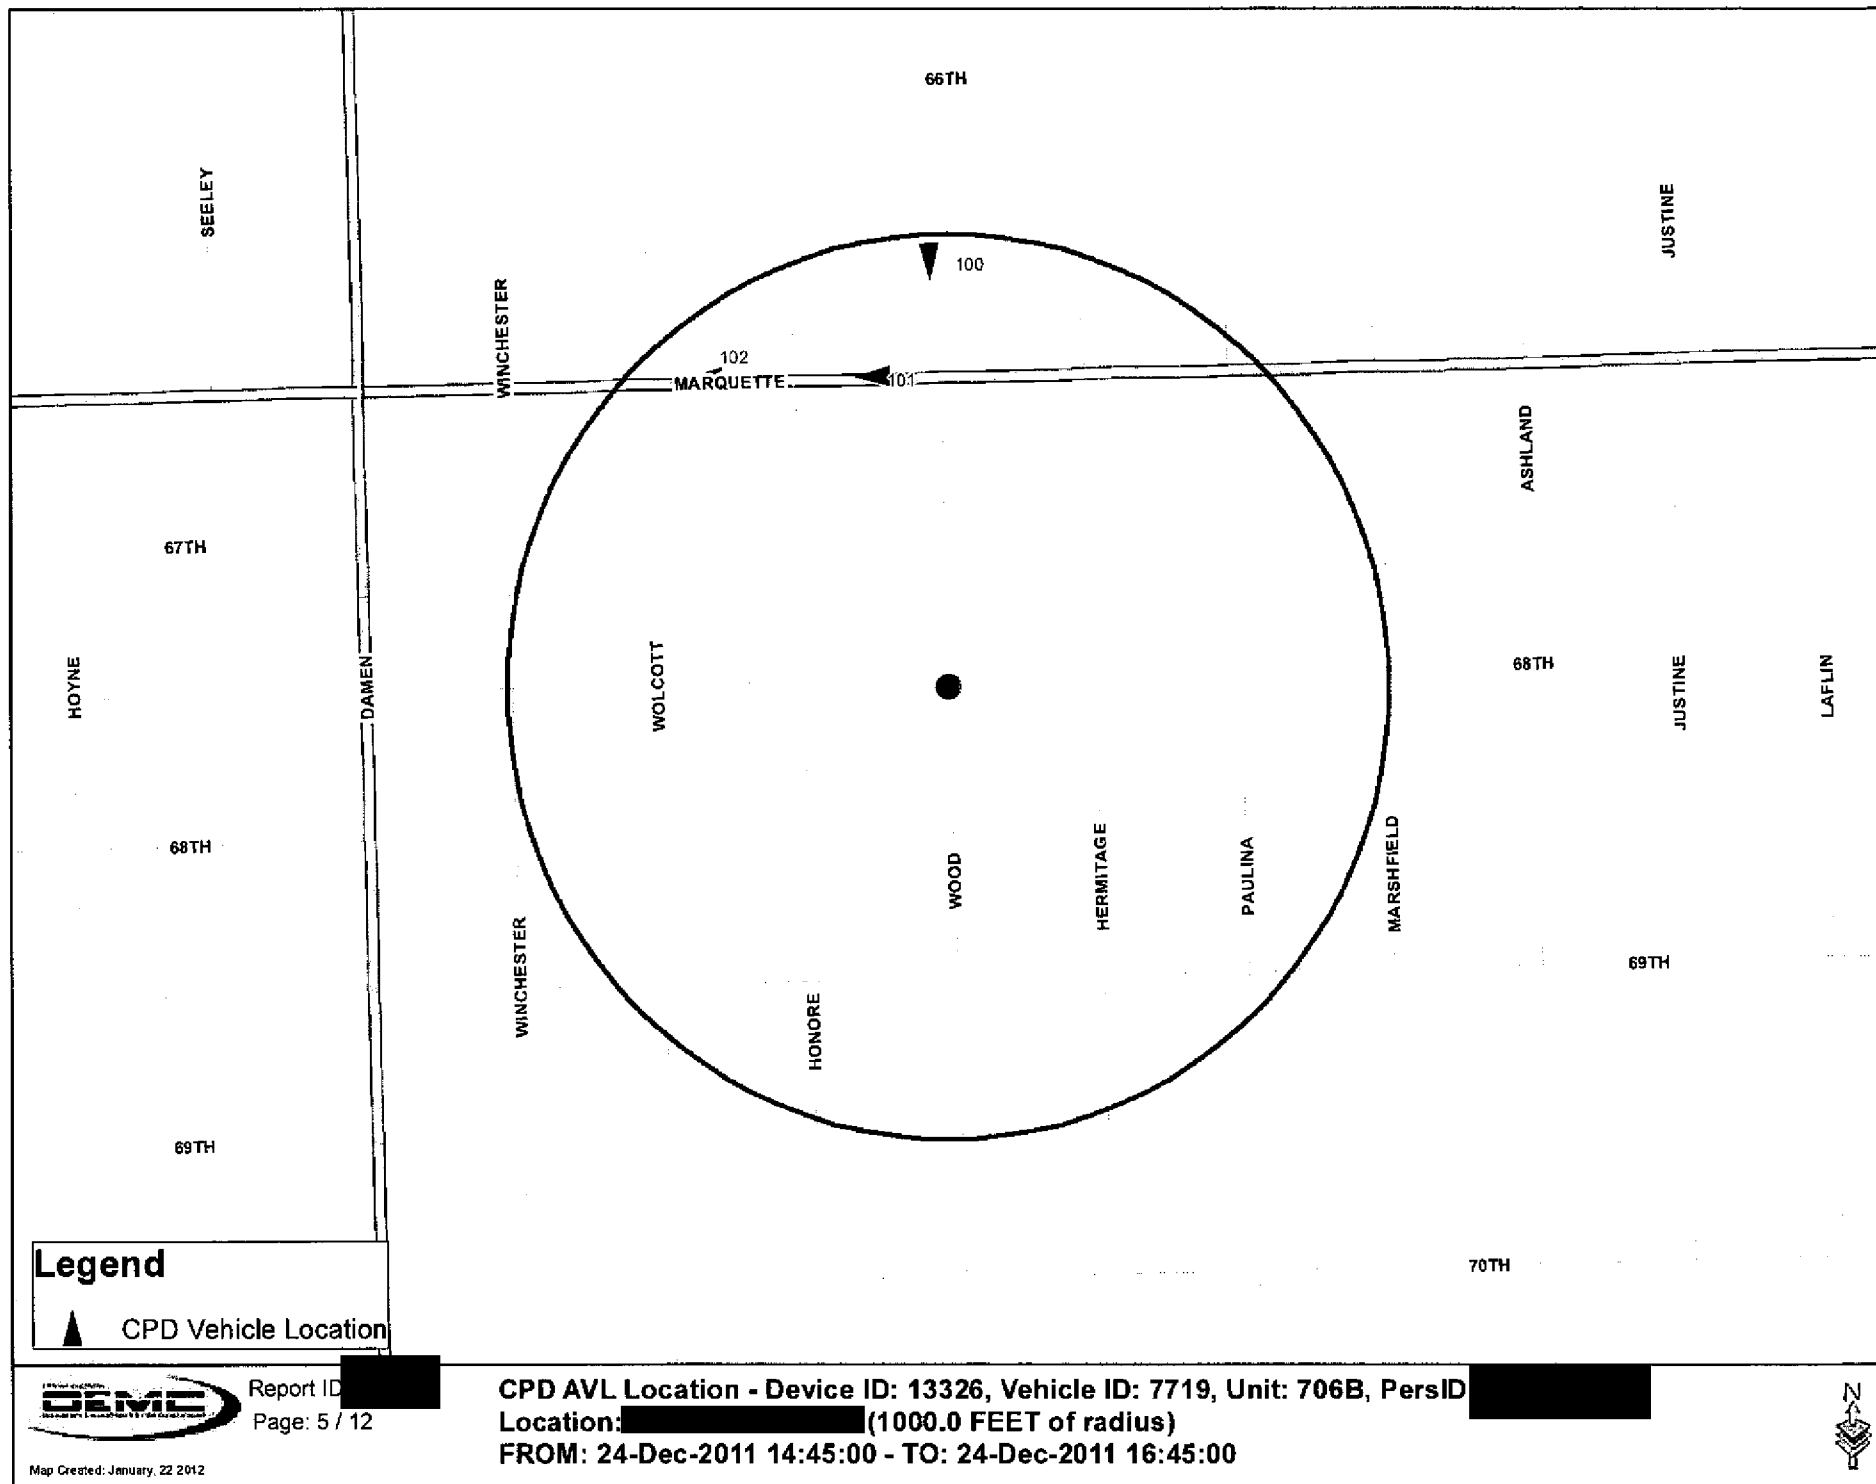 66TH
SEELEY
JUSTINE
WINCHESTER
100
102
MARQUETTE
101
ASHLAND
67TH
HOYNE
DAMEN
WOLCOTT
68TH
JUSTINE
LAFLIN
68TH
WOOD
HERMITAGE
PAULINA
MARSHFIELD
WINCHESTER
HONORE
69TH
69TH
70TH
Legend
CPD Vehicle Location
OEMC
Report ID
Page: 5 / 12
Map Created: January, 22 2012
CPD AVL Location - Device ID: 13326, Vehicle ID: 7719, Unit: 706B, PersID
Location: (1000.0 FEET of radius)
FROM: 24-Dec-2011 14:45:00 - TO: 24-Dec-2011 16:45:00
N